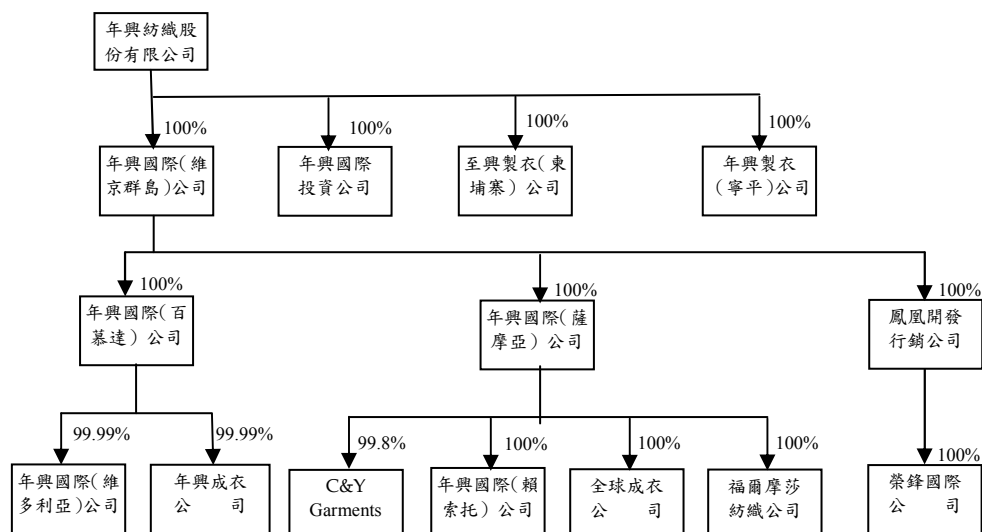 年興紡織股
份有限公司
100%
100%
100%
100%
年興國際(維
京群島)公司
年興國際
投資公司
至興製衣(柬
埔寨)公司
年興製衣
(寧平)公司
100%
100%
100%
年興國際(百
慕達)公司
年興國際(薩
摩亞)公司
鳳凰開發
行銷公司
99.99%
99.99%
99.8%
100%
100%
100%
100%
年興國際(維
多利亞)公司
年興成衣
公司
C&Y
Garments
年興國際(賴
索托)公司
全球成衣
公司
福爾摩莎
紡織公司
榮鋒國際
公司